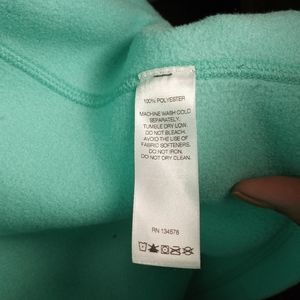 100% POLYESTER
MACHINE WASH COLD
SEPARATELY.
TUMBLE DRY LOW.
DO NOT BLEACH.
AVOID THE USE OF
FABRIC SOFTENERS.
DO NOT IRON.
DO NOT DRY CLEAN.
RN 134678